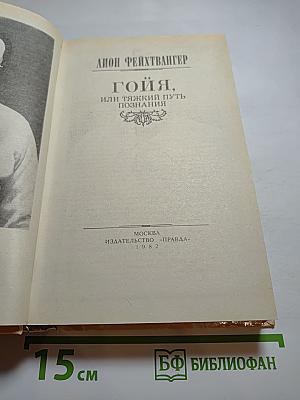 ЛИОН ФЕЙХТВАНГЕР
ГОЙЯ,
ИЛИ ТЯЖКИЙ ПУТЬ
ПОЗНАНИЯ
МОСКВА
ИЗДАТЕЛЬСТВО «ПРАВДА»
1982
15 см
БФ БИБЛИОФАН